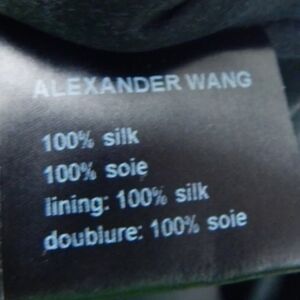 ALEXANDER WANG
100% silk
100% soie
lining: 100% silk
doublure: 100% soie